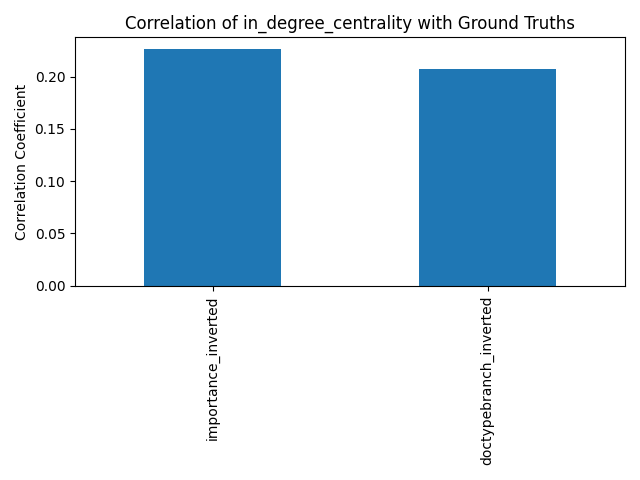 Correlation of in_degree_centrality with Ground Truths
Correlation Coefficient
0.20
0.15
0.10
0.05
0.00
importance_inverted
doctypebranch_inverted